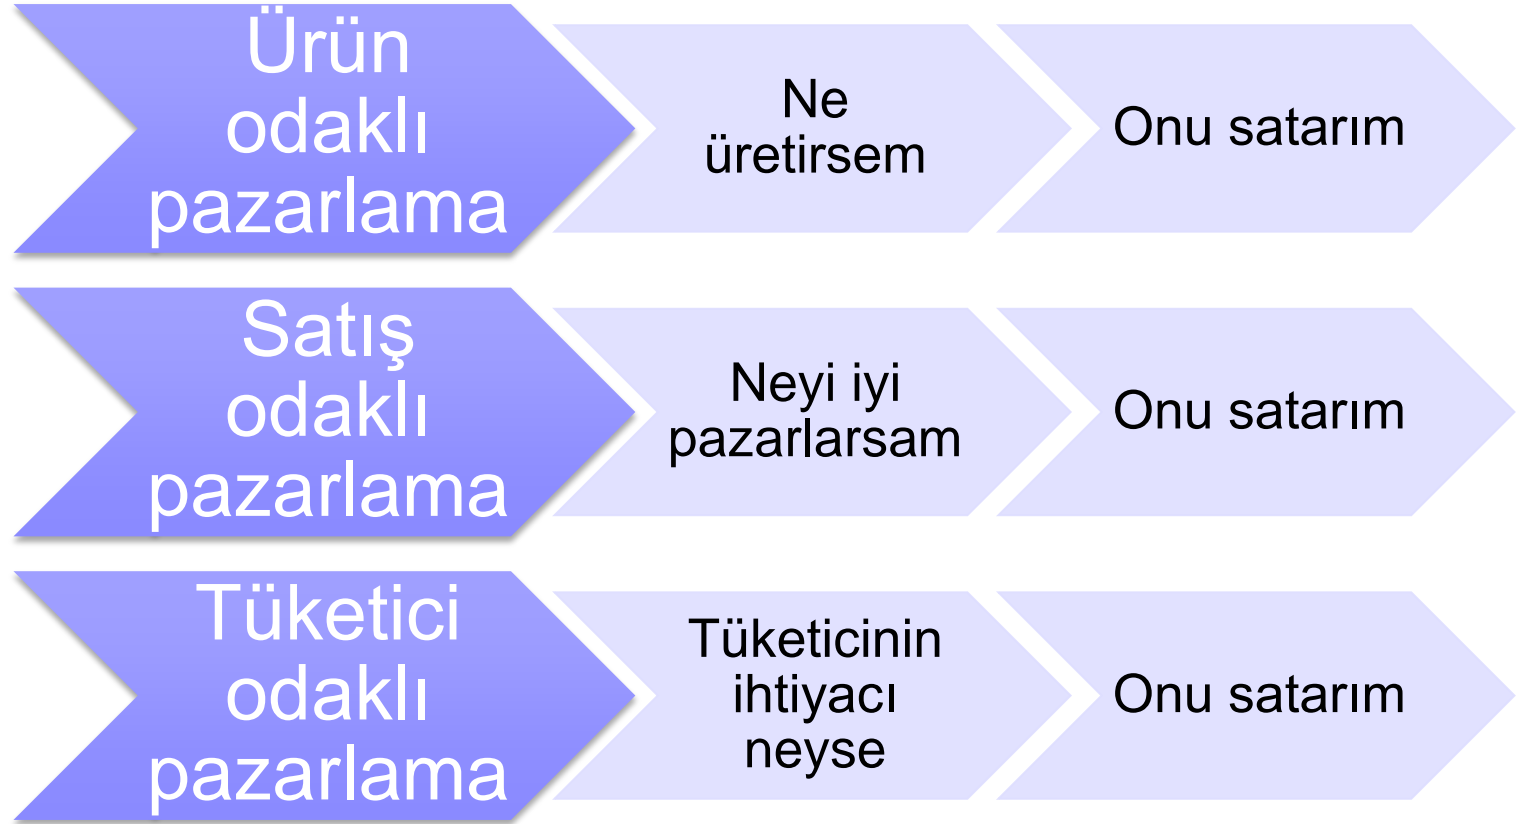 Ürün
odaklı
pazarlama
Ne
üretirsem
Onu satarım
Satış
odaklı
pazarlama
Neyi iyi
pazarlarsam
Onu satarım
Tüketici
odaklı
pazarlama
Tüketicinin
ihtiyacı
neyse
Onu satarım